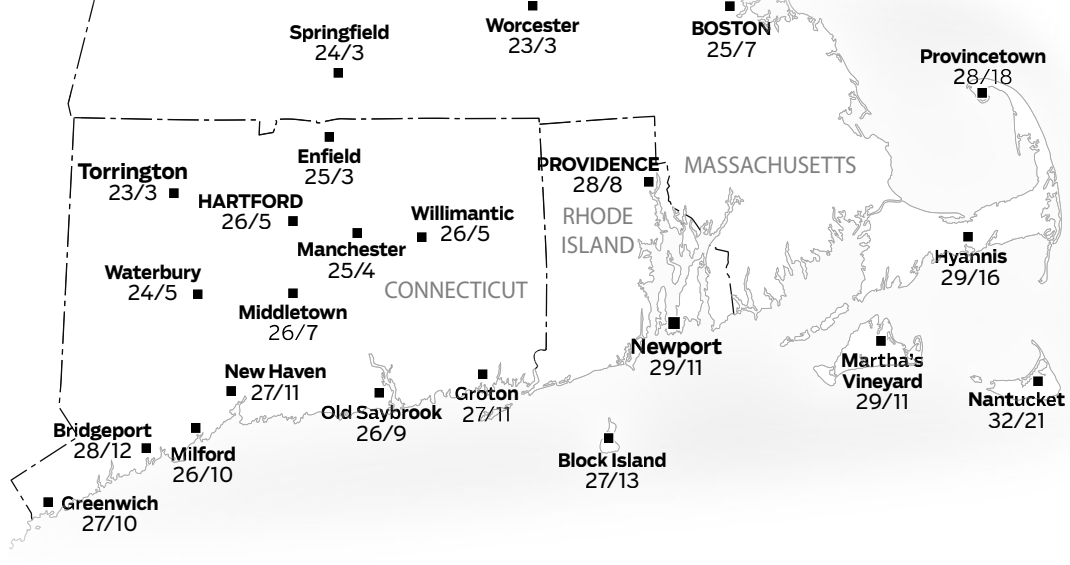 Worcester
23/3
BOSTON
25/7
Springfield
24/3
Provincetown
28/18
Enfield
25/3
PROVIDENCE
28/8
MASSACHUSETTS
Torrington
23/3
HARTFORD
26/5
Willimantic
26/5
RHODE
ISLAND
Manchester
25/4
Hyannis
29/16
Waterbury
24/5
CONNECTICUT
Middletown
26/7
Newport
29/11
Martha's
Vineyard
29/11
New Haven
27/11
Groton
27/11
Nantucket
32/21
Old Saybrook
26/9
Bridgeport
28/12
Milford
26/10
Block Island
27/13
Greenwich
27/10